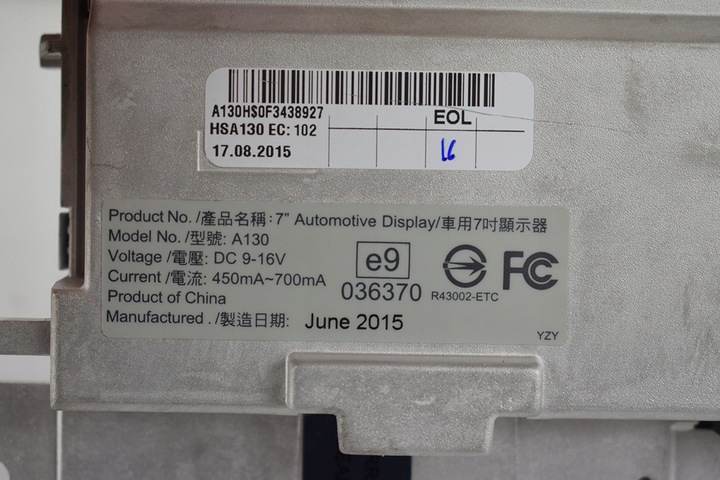 A130HS0F3438927
EOL
HSA130 EC: 102
17.08.2015
16
Product No. /產品名稱: 7" Automotive Display/車用7吋顯示器
Model No. /型號: A130
Voltage /電壓: DC 9-16V
Current /電流: 450mA~700mA
Product of China
Manufactured . /製造日期: June 2015
e9
036370
R43002-ETC
FC
YZY